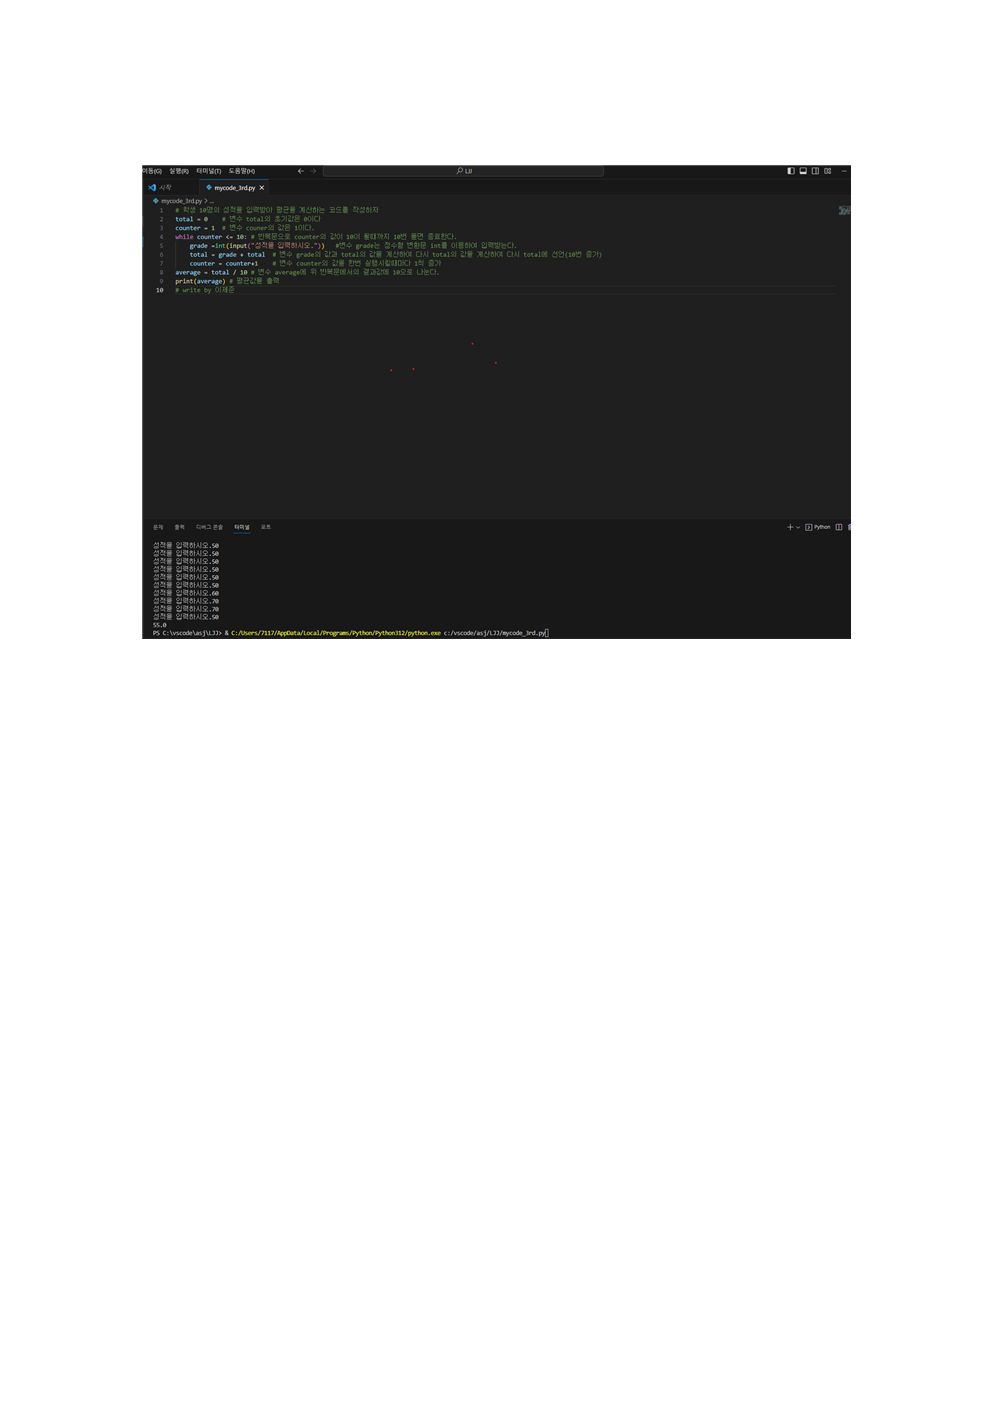 이동(G) 실행(R) 터미널(T) 도움말(H) LJJ
시작 mycode_3rd.py
mycode_3rd.py > ...
1 # 학생 10명의 성적을 입력받아 평균을 계산하는 코드를 작성하자
2 total = 0 # 변수 total의 초기값은 0이다
3 counter = 1 # 변수 couner의 값은 1이다.
4 while counter <= 10: # 반복문으로 counter의 값이 10이 될때까지 10번 돌면 종료한다.
5 grade =int(input("성적을 입력하시오.")) #변수 grade는 정수형 변환문 int를 이용하여 입력받는다.
6 total = grade + total # 변수 grade의 값과 total의 값을 계산하여 다시 total의 값을 계산하여 다시 total에 선언(10번 증가)
7 counter = counter+1 # 변수 counter의 값을 한번 실행시킬때마다 1씩 증가
8 average = total / 10 # 변수 average에 위 반복문에서의 결과값에 10으로 나눈다.
9 print(average) # 평균값을 출력
10 # write by 이제준
문제 출력 디버그 콘솔 터미널 포트 Python
성적을 입력하시오.50
성적을 입력하시오.50
성적을 입력하시오.50
성적을 입력하시오.50
성적을 입력하시오.50
성적을 입력하시오.50
성적을 입력하시오.60
성적을 입력하시오.70
성적을 입력하시오.70
성적을 입력하시오.50
55.0
PS C:\vscode\asj\LJJ> & C:/Users/7117/AppData/Local/Programs/Python/Python312/python.exe c:/vscode/asj/LJJ/mycode_3rd.py